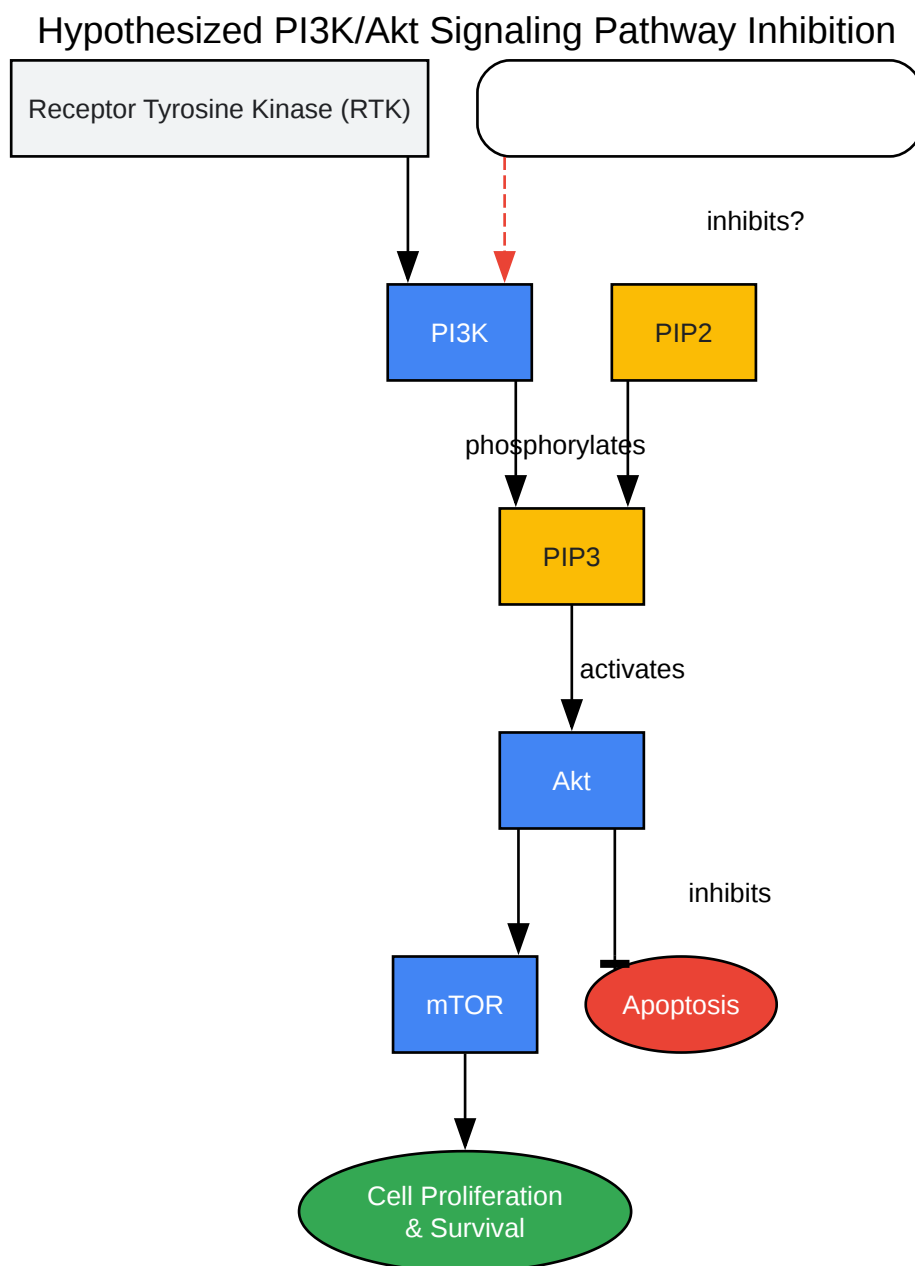 Hypothesized PI3K/Akt Signaling Pathway Inhibition
Receptor Tyrosine Kinase (RTK)
inhibits?
PI3K
PIP2
phosphorylates
PIP3
activates
Akt
inhibits
mTOR
Apoptosis
Cell Proliferation
& Survival